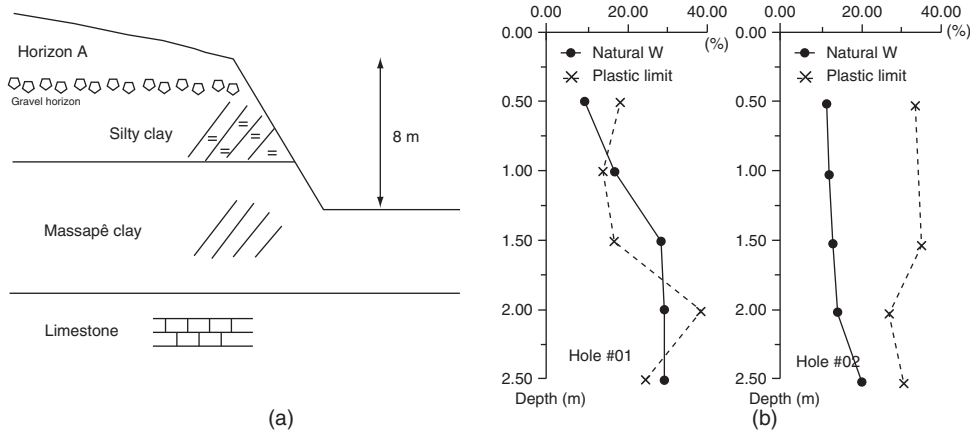 Horizon A
Gravel horizon
Silty clay
8 m
Massapê clay
Limestone
(a)
0.00 20.00 40.00
(%)
0.00
Natural W
Plastic limit
0.50
1.00
1.50
2.00
Hole #01
2.50
Depth (m)
0.00 20.00 40.00
(%)
0.00
Natural W
Plastic limit
0.50
1.00
1.50
2.00
Hole #02
2.50
Depth (m)
(b)